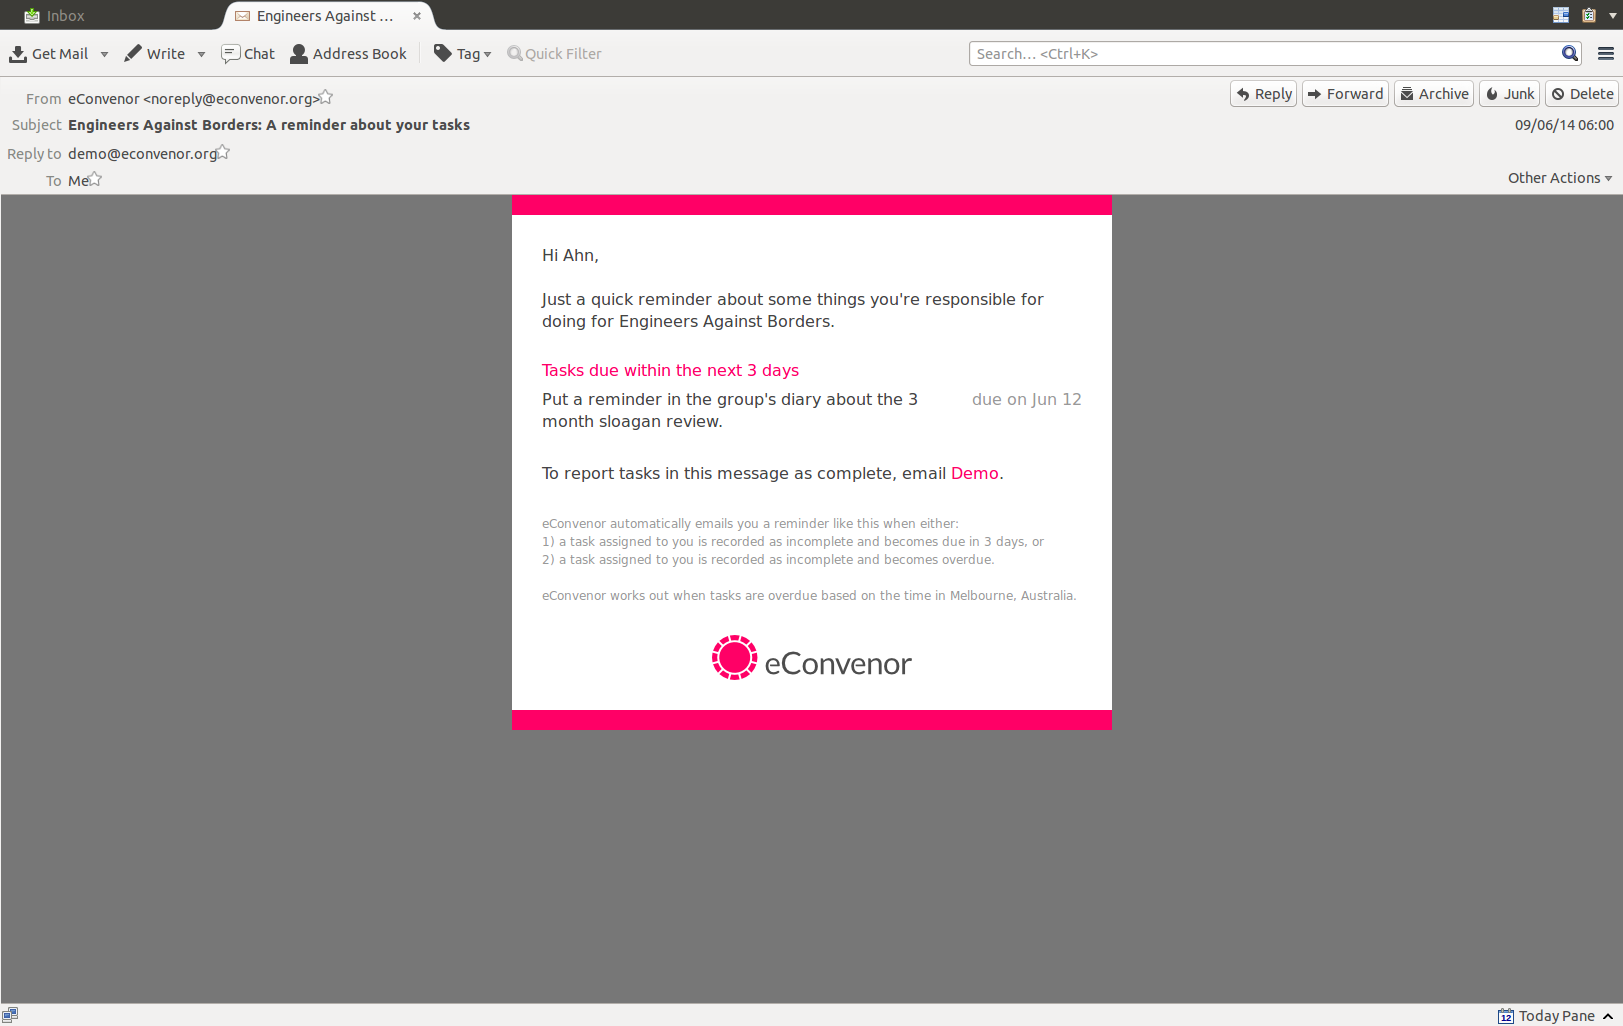 Inbox
Engineers Against ...
Get Mail Write Chat Address Book Tag Quick Filter
Search... <Ctrl+K>
From eConvenor <noreply@econvenor.org>
Reply Forward Archive Junk Delete
Subject Engineers Against Borders: A reminder about your tasks
09/06/14 06:00
Reply to demo@econvenor.org
To Me
Other Actions
Hi Ahn,
Just a quick reminder about some things you're responsible for
doing for Engineers Against Borders.
Tasks due within the next 3 days
Put a reminder in the group's diary about the 3
due on Jun 12
month sloagan review.
To report tasks in this message as complete, email Demo.
eConvenor automatically emails you a reminder like this when either:
1) a task assigned to you is recorded as incomplete and becomes due in 3 days, or
2) a task assigned to you is recorded as incomplete and becomes overdue.
eConvenor works out when tasks are overdue based on the time in Melbourne, Australia.
eConvenor
12 Today Pane